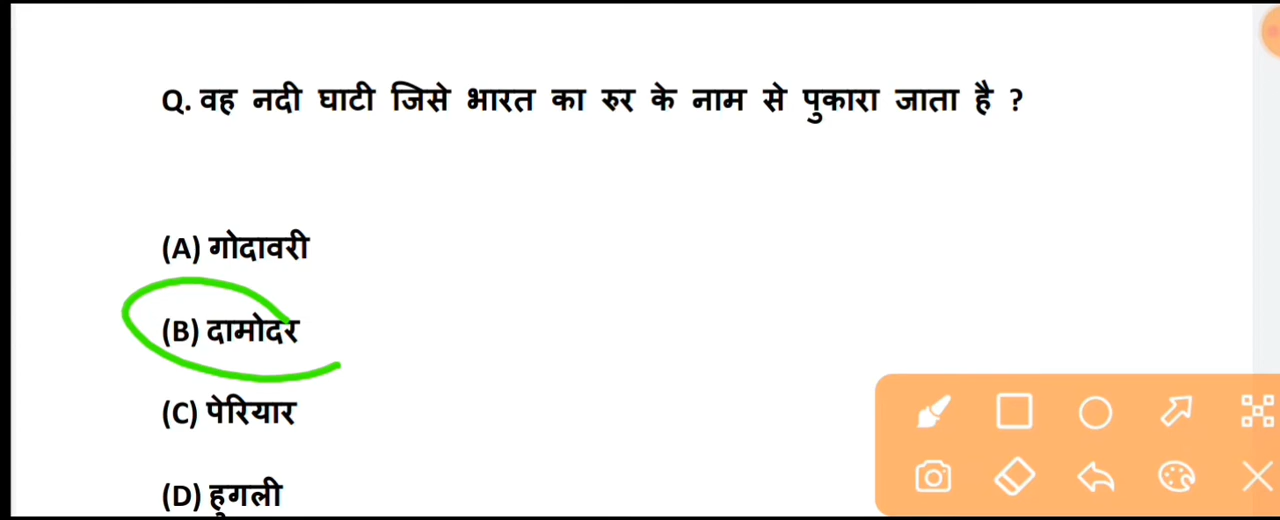 Q. वह नदी घाटी जिसे भारत का रुर के नाम से पुकारा जाता है ?
(A) गोदावरी
(B) दामोदर
(C) पेरियार
(D) हुगली